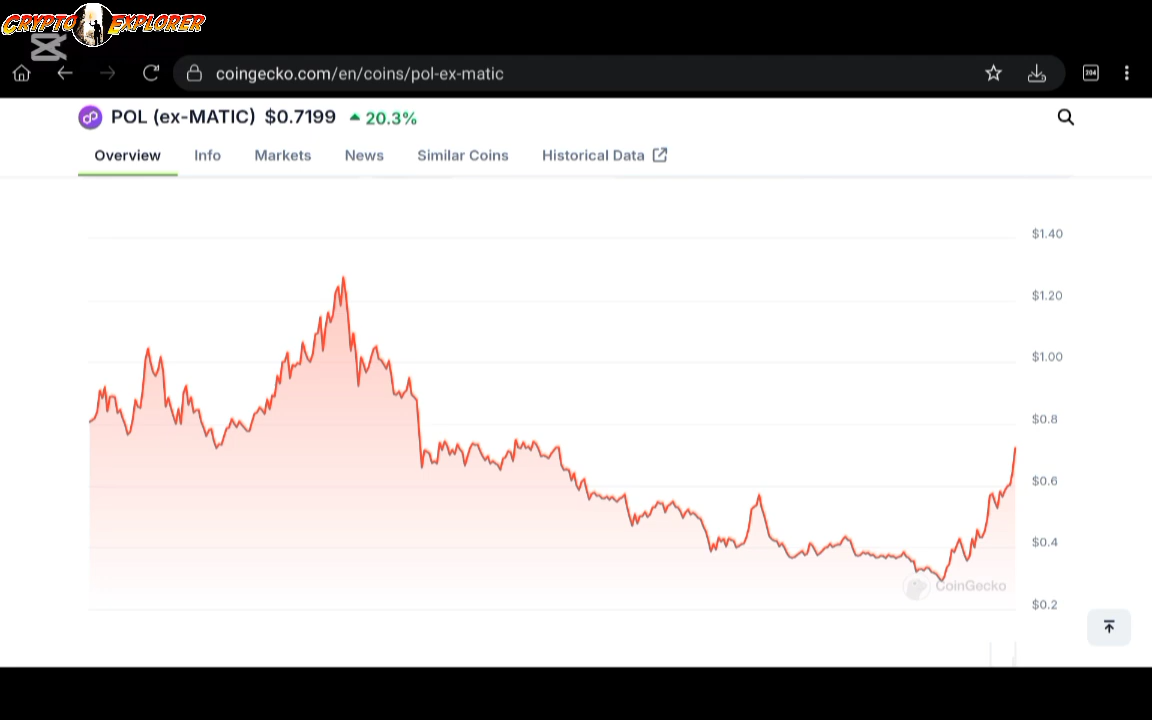 CRYPTO EXPLORER
coingecko.com/en/coins/pol-ex-matic
204
POL (ex-MATIC) $0.7199 20.3%
Overview Info Markets News Similar Coins Historical Data
$1.40
$1.20
$1.00
$0.8
$0.6
$0.4
CoinGecko
$0.2